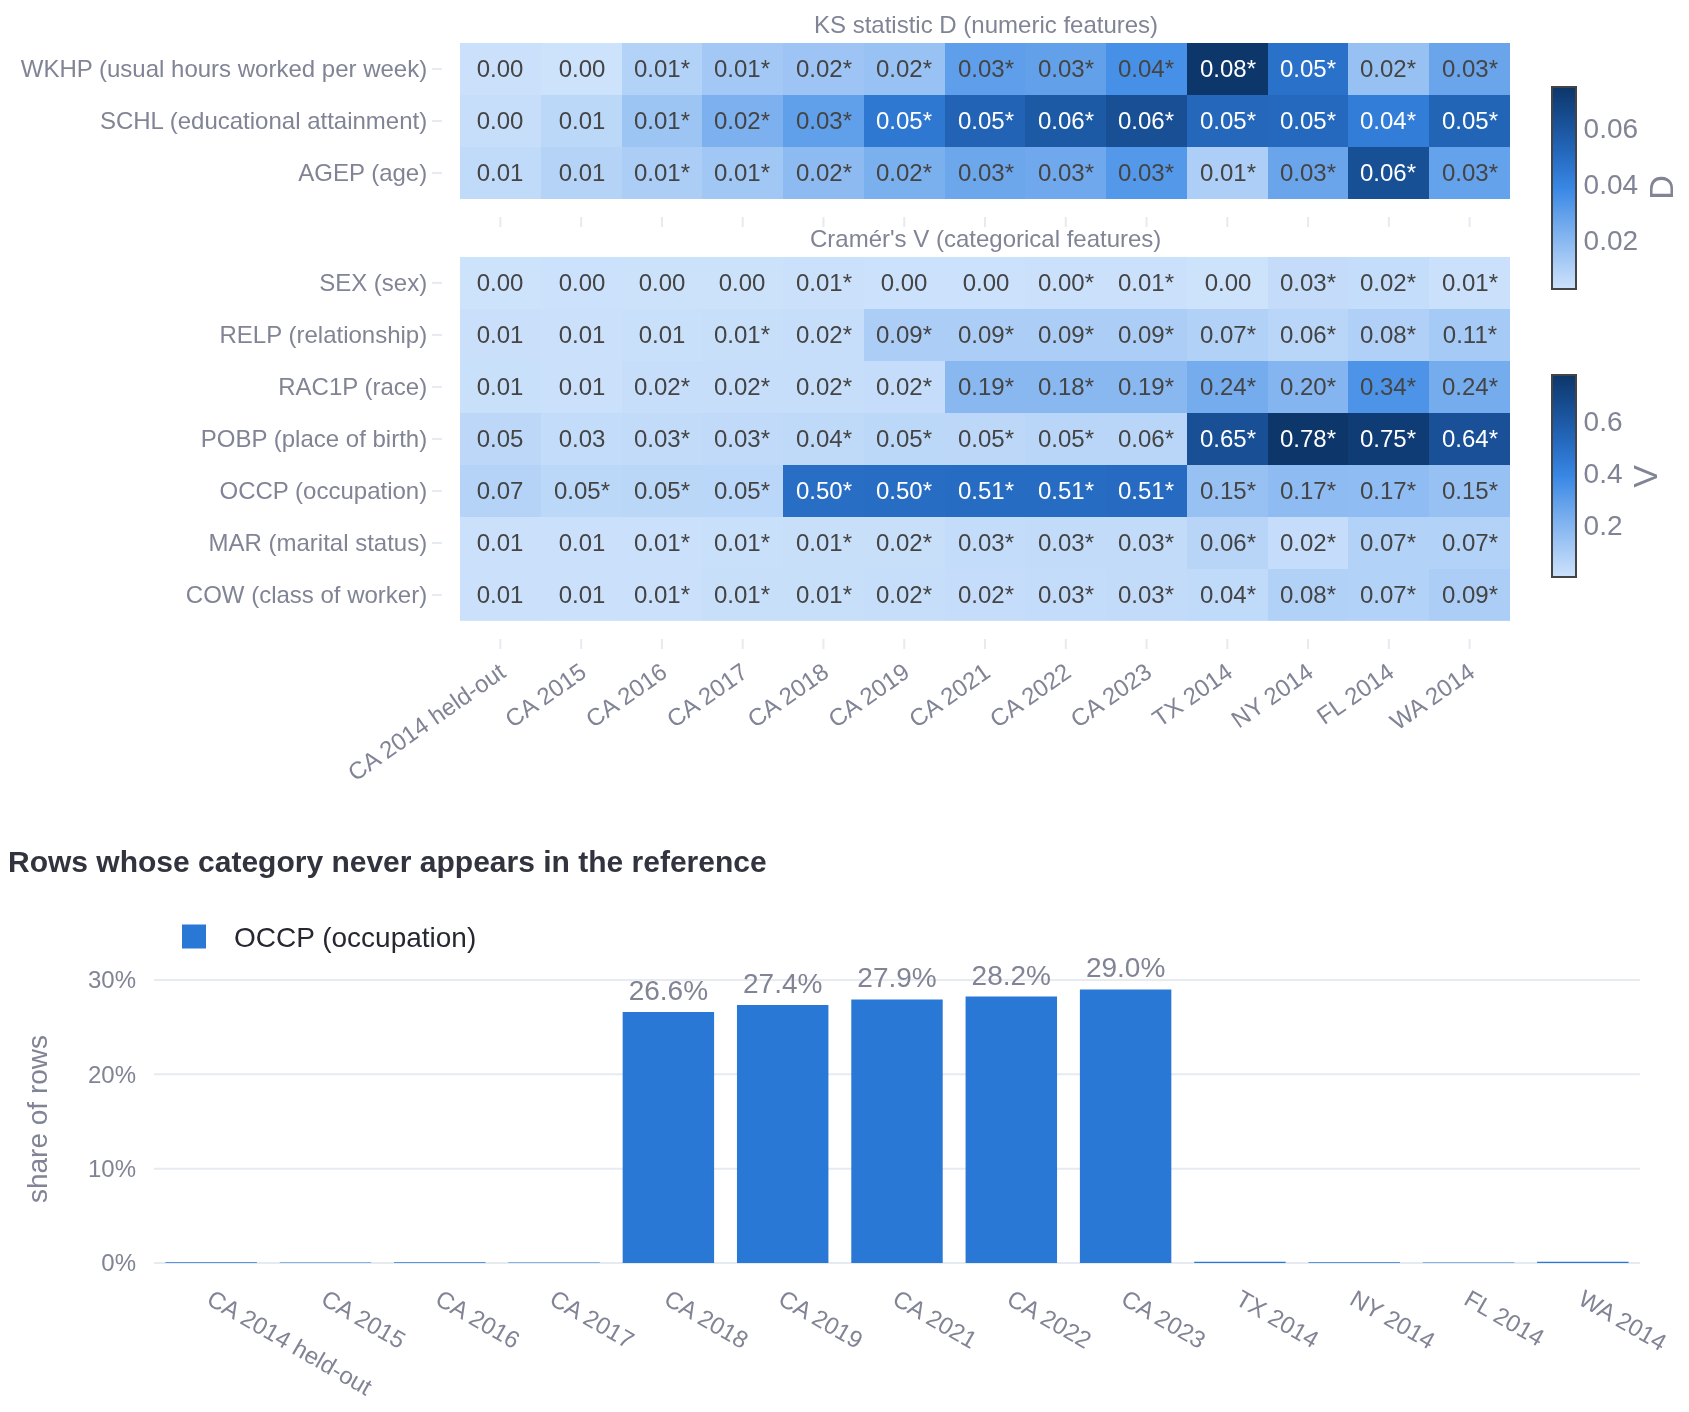 KS statistic D (numeric features)
WKHP (usual hours worked per week) 0.00 0.00 0.01* 0.01* 0.02* 0.02* 0.03* 0.03* 0.04* 0.08* 0.05* 0.02* 0.03*
SCHL (educational attainment) 0.00 0.01 0.01* 0.02* 0.03* 0.05* 0.05* 0.06* 0.06* 0.05* 0.05* 0.04* 0.05*
AGEP (age) 0.01 0.01 0.01* 0.01* 0.02* 0.02* 0.03* 0.03* 0.03* 0.01* 0.03* 0.06* 0.03*
0.06
0.04
0.02
D
Cramér's V (categorical features)
SEX (sex) 0.00 0.00 0.00 0.00 0.01* 0.00 0.00 0.00* 0.01* 0.00 0.03* 0.02* 0.01*
RELP (relationship) 0.01 0.01 0.01 0.01* 0.02* 0.09* 0.09* 0.09* 0.09* 0.07* 0.06* 0.08* 0.11*
RAC1P (race) 0.01 0.01 0.02* 0.02* 0.02* 0.02* 0.19* 0.18* 0.19* 0.24* 0.20* 0.34* 0.24*
POBP (place of birth) 0.05 0.03 0.03* 0.03* 0.04* 0.05* 0.05* 0.05* 0.06* 0.65* 0.78* 0.75* 0.64*
OCCP (occupation) 0.07 0.05* 0.05* 0.05* 0.50* 0.50* 0.51* 0.51* 0.51* 0.15* 0.17* 0.17* 0.15*
MAR (marital status) 0.01 0.01 0.01* 0.01* 0.01* 0.02* 0.03* 0.03* 0.03* 0.06* 0.02* 0.07* 0.07*
COW (class of worker) 0.01 0.01 0.01* 0.01* 0.01* 0.02* 0.02* 0.03* 0.03* 0.04* 0.08* 0.07* 0.09*
0.6
0.4
0.2
V
CA 2014 held-out
CA 2015
CA 2016
CA 2017
CA 2018
CA 2019
CA 2021
CA 2022
CA 2023
TX 2014
NY 2014
FL 2014
WA 2014
Rows whose category never appears in the reference
OCCP (occupation)
share of rows
30%
20%
10%
0%
26.6%
27.4%
27.9%
28.2%
29.0%
CA 2014 held-out
CA 2015
CA 2016
CA 2017
CA 2018
CA 2019
CA 2021
CA 2022
CA 2023
TX 2014
NY 2014
FL 2014
WA 2014